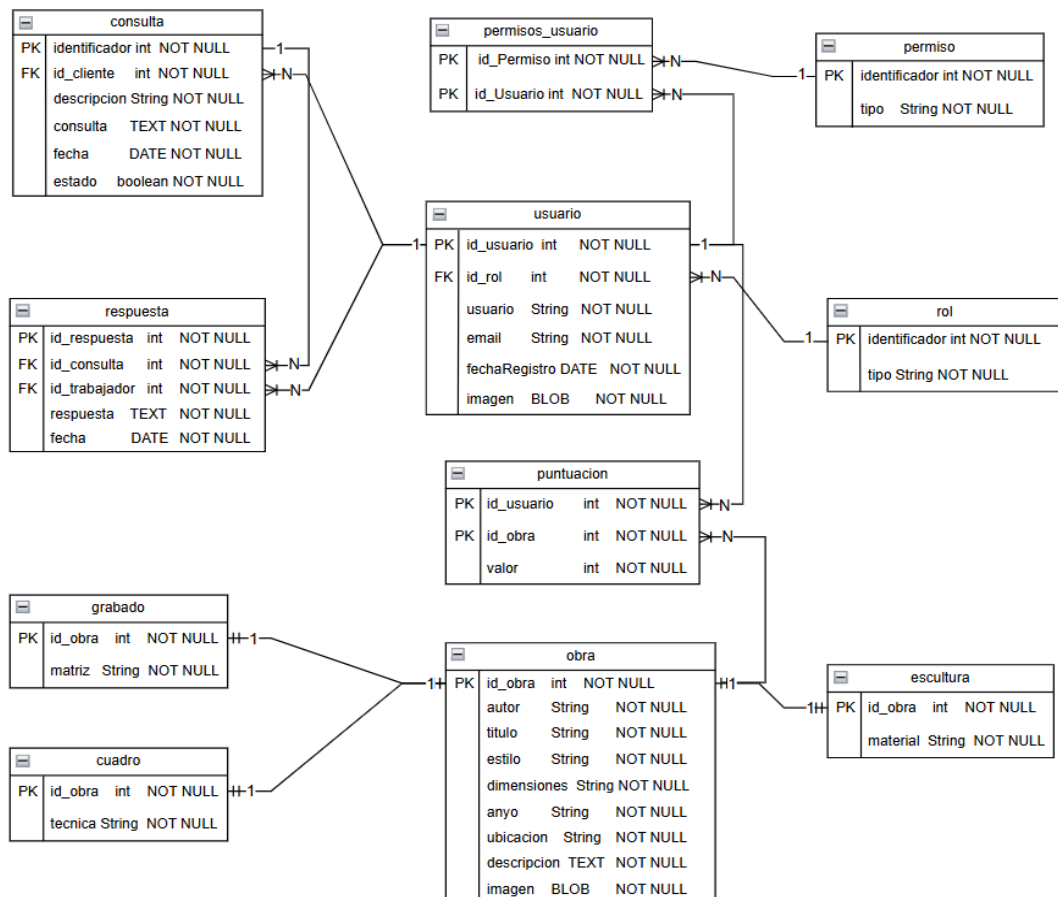 consulta
PK identificador int NOT NULL 1
FK id_cliente int NOT NULL N
descripcion String NOT NULL
consulta TEXT NOT NULL
fecha DATE NOT NULL
estado boolean NOT NULL
permisos_usuario
PK id_Permiso int NOT NULL N
PK id_Usuario int NOT NULL N
permiso
1 PK identificador int NOT NULL
tipo String NOT NULL
usuario
1 PK id_usuario int NOT NULL 1
FK id_rol int NOT NULL N
usuario String NOT NULL
email String NOT NULL
fechaRegistro DATE NOT NULL
imagen BLOB NOT NULL
respuesta
PK id_respuesta int NOT NULL
FK id_consulta int NOT NULL N
FK id_trabajador int NOT NULL N
respuesta TEXT NOT NULL
fecha DATE NOT NULL
rol
1 PK identificador int NOT NULL
tipo String NOT NULL
puntuacion
PK id_usuario int NOT NULL N
PK id_obra int NOT NULL N
valor int NOT NULL
grabado
PK id_obra int NOT NULL 1
matriz String NOT NULL
obra
1 PK id_obra int NOT NULL 1
autor String NOT NULL
titulo String NOT NULL
estilo String NOT NULL
dimensiones String NOT NULL
anyo String NOT NULL
ubicacion String NOT NULL
descripcion TEXT NOT NULL
imagen BLOB NOT NULL
escultura
1 PK id_obra int NOT NULL
material String NOT NULL
cuadro
PK id_obra int NOT NULL 1
tecnica String NOT NULL